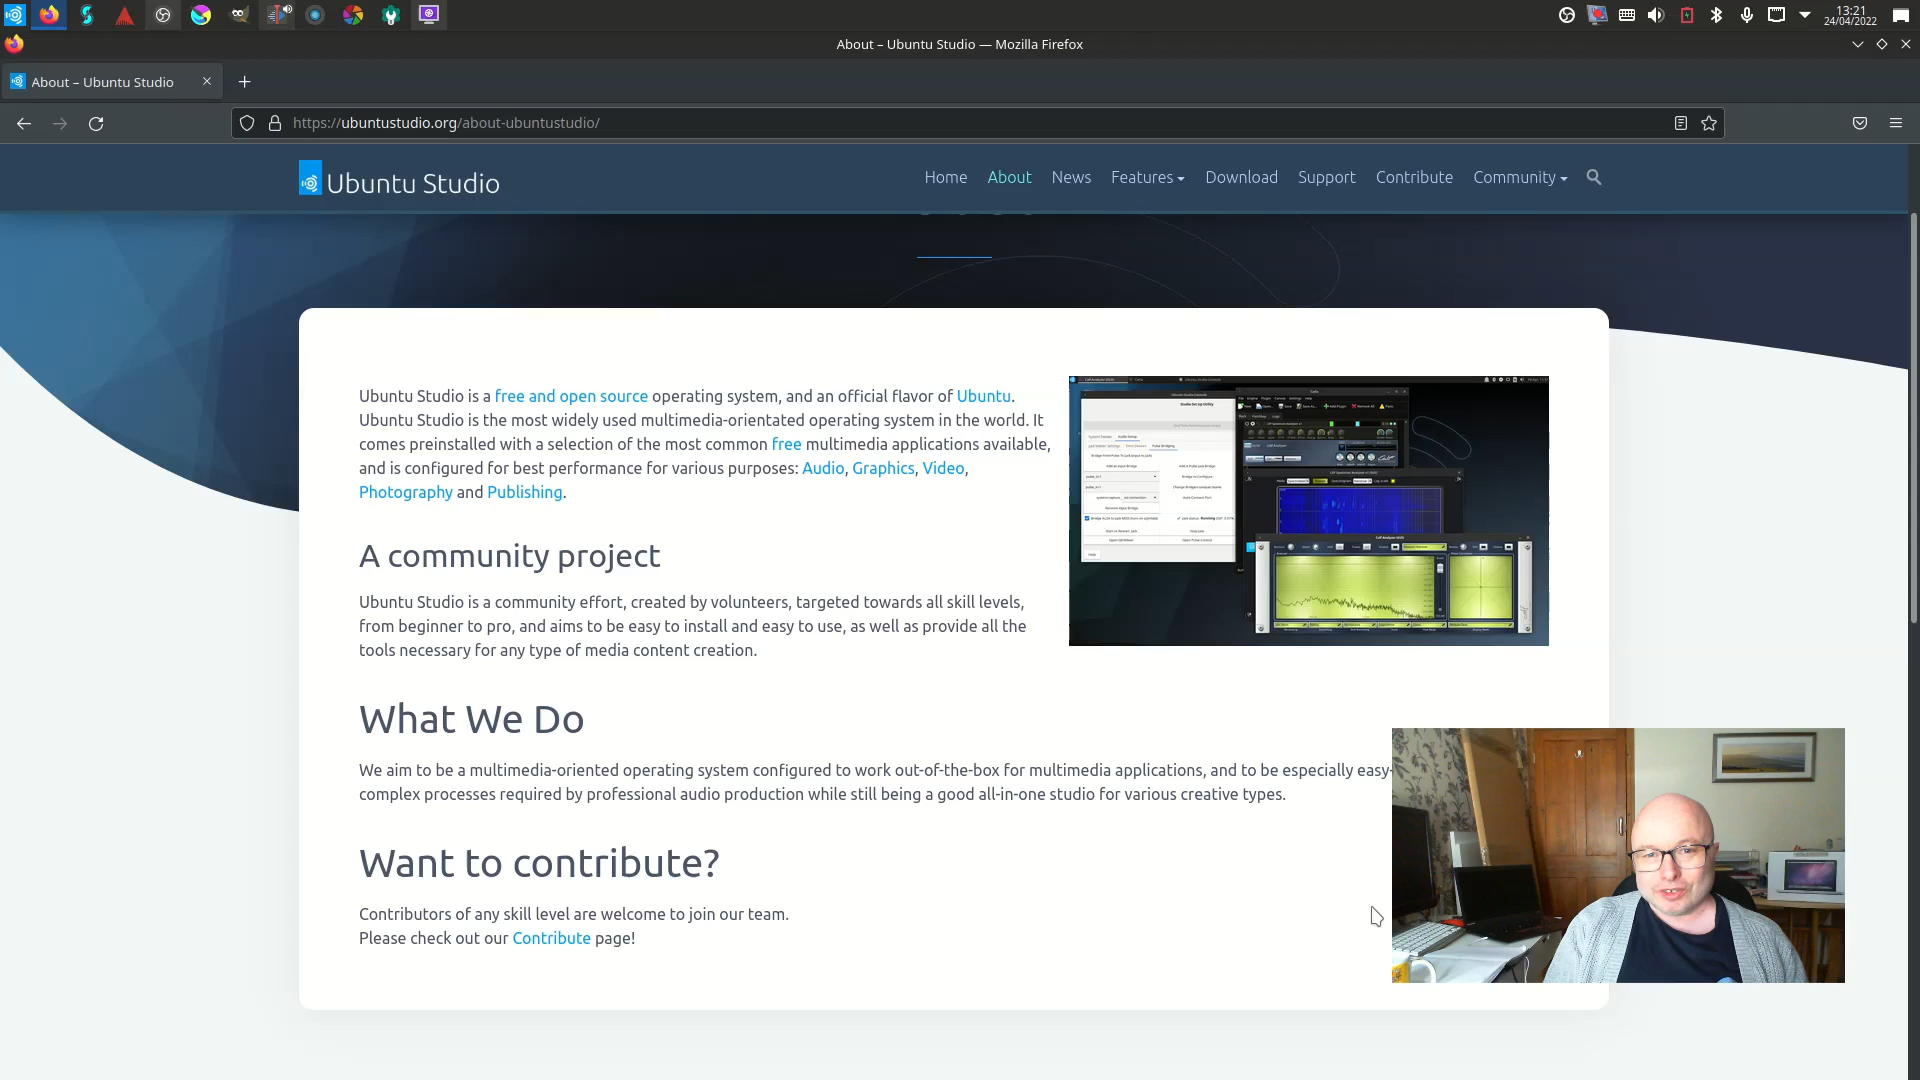 13:21
24/04/2022
About – Ubuntu Studio — Mozilla Firefox
About – Ubuntu Studio
https://ubuntustudio.org/about-ubuntustudio/
Ubuntu Studio
Home About News Features Download Support Contribute Community
Ubuntu Studio is a free and open source operating system, and an official flavor of Ubuntu.
Ubuntu Studio is the most widely used multimedia-orientated operating system in the world. It
comes preinstalled with a selection of the most common free multimedia applications available,
and is configured for best performance for various purposes: Audio, Graphics, Video,
Photography and Publishing.
A community project
Ubuntu Studio is a community effort, created by volunteers, targeted towards all skill levels,
from beginner to pro, and aims to be easy to install and easy to use, as well as provide all the
tools necessary for any type of media content creation.
What We Do
We aim to be a multimedia-oriented operating system configured to work out-of-the-box for multimedia applications, and to be especially easy-
complex processes required by professional audio production while still being a good all-in-one studio for various creative types.
Want to contribute?
Contributors of any skill level are welcome to join our team.
Please check out our Contribute page!